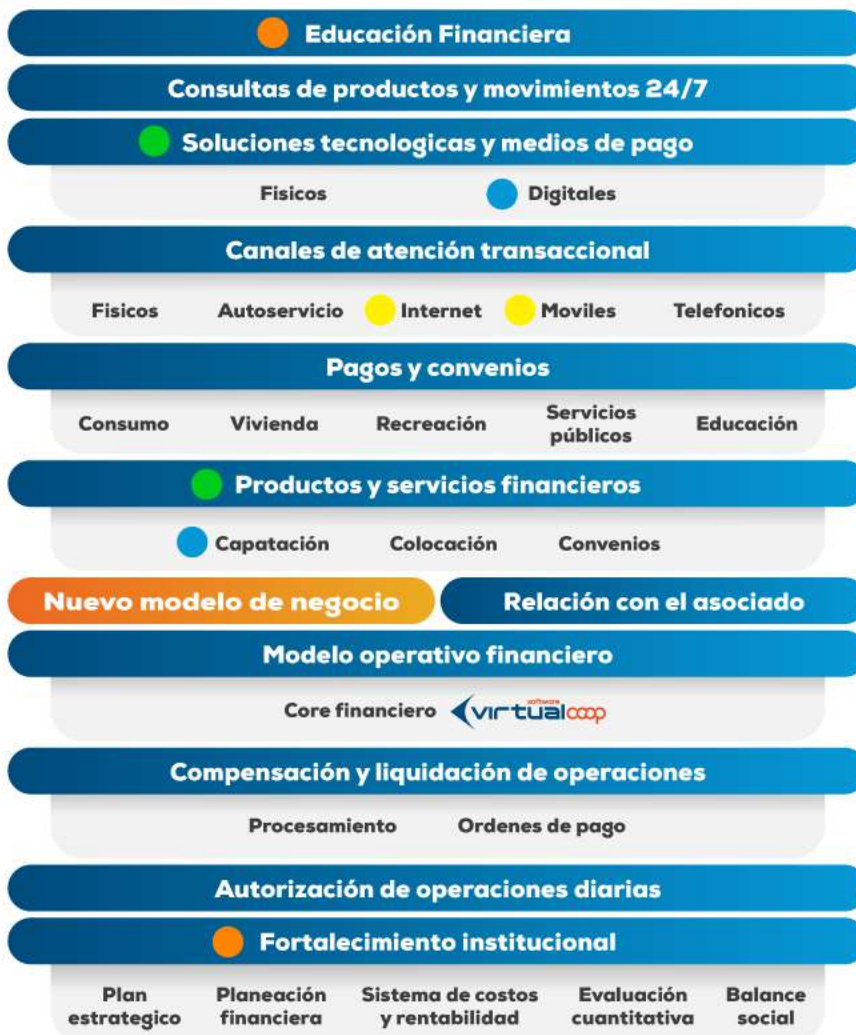 Educación Financiera
Consultas de productos y movimientos 24/7
Soluciones tecnologicas y medios de pago
Fisicos Digitales
Canales de atención transaccional
Fisicos Autoservicio Internet Moviles Telefonicos
Pagos y convenios
Consumo Vivienda Recreación Servicios públicos Educación
Productos y servicios financieros
Capatación Colocación Convenios
Nuevo modelo de negocio Relación con el asociado
Modelo operativo financiero
Core financiero software virtualcoop
Compensación y liquidación de operaciones
Procesamiento Ordenes de pago
Autorización de operaciones diarias
Fortalecimiento institucional
Plan estrategico Planeación financiera Sistema de costos y rentabilidad Evaluación cuantitativa Balance social